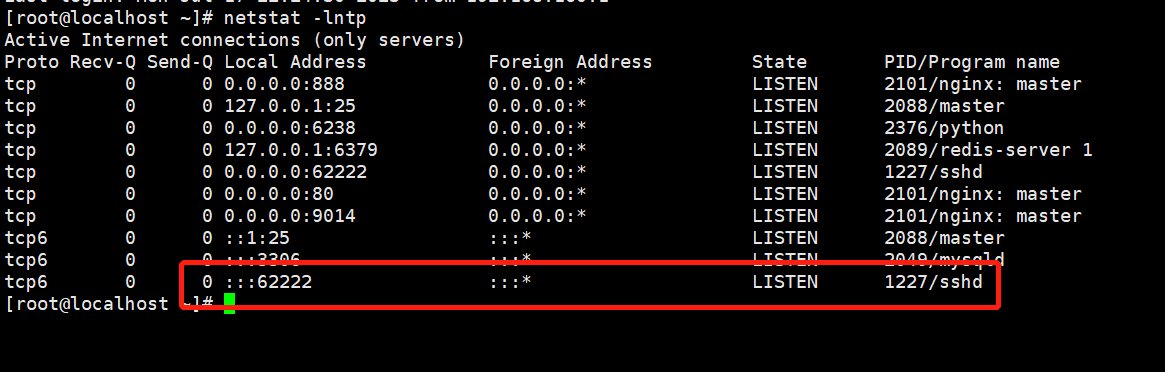 [root@localhost ~]# netstat -lntp
Active Internet connections (only servers)
Proto Recv-Q Send-Q Local Address Foreign Address State PID/Program name
tcp 0 0 0.0.0.0:888 0.0.0.0:* LISTEN 2101/nginx: master
tcp 0 0 127.0.0.1:25 0.0.0.0:* LISTEN 2088/master
tcp 0 0 0.0.0.0:6238 0.0.0.0:* LISTEN 2376/python
tcp 0 0 127.0.0.1:6379 0.0.0.0:* LISTEN 2089/redis-server 1
tcp 0 0 0.0.0.0:62222 0.0.0.0:* LISTEN 1227/sshd
tcp 0 0 0.0.0.0:80 0.0.0.0:* LISTEN 2101/nginx: master
tcp 0 0 0.0.0.0:9014 0.0.0.0:* LISTEN 2101/nginx: master
tcp6 0 0 ::1:25 :::* LISTEN 2088/master
tcp6 0 0 :::3306 :::* LISTEN 2049/mysqld
tcp6 0 0 :::62222 :::* LISTEN 1227/sshd
[root@localhost ~]#